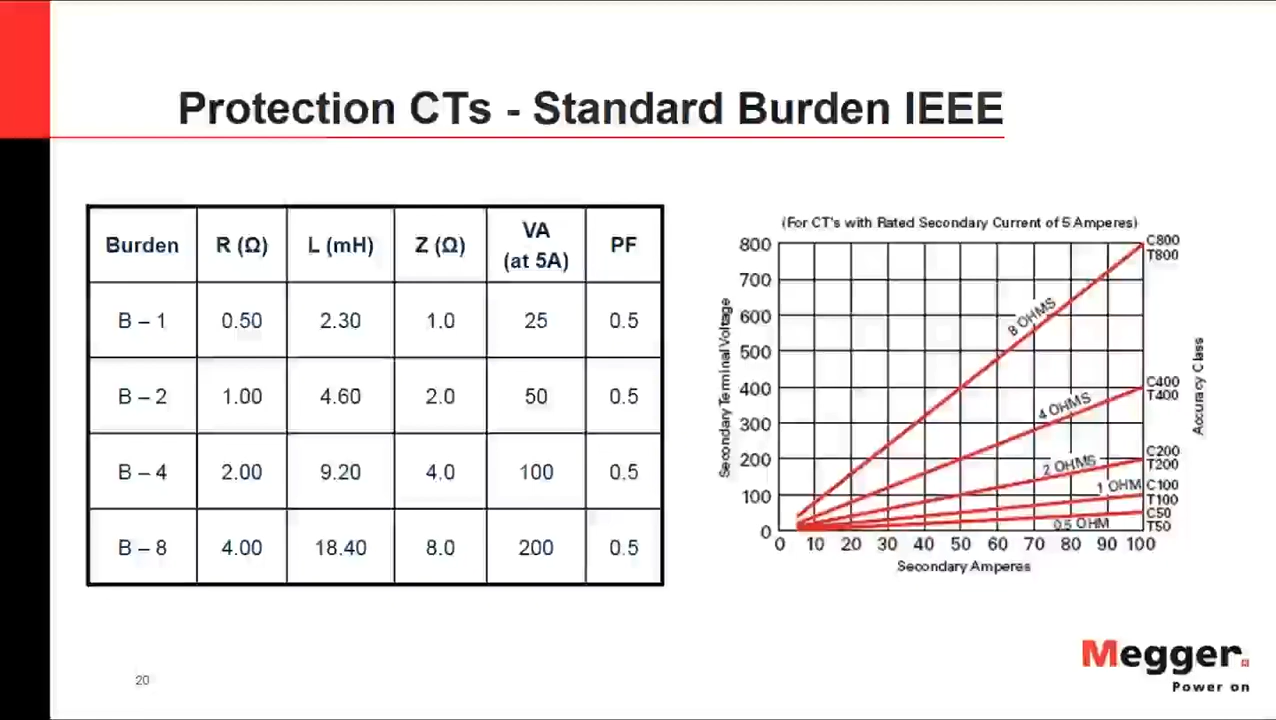 Protection CTs - Standard Burden IEEE
Burden R (Ω) L (mH) Z (Ω) VA (at 5A) PF
B – 1 0.50 2.30 1.0 25 0.5
B – 2 1.00 4.60 2.0 50 0.5
B – 4 2.00 9.20 4.0 100 0.5
B – 8 4.00 18.40 8.0 200 0.5
(For CT's with Rated Secondary Current of 5 Amperes)
Secondary Terminal Voltage
800
700
600
500
400
300
200
100
0
0 10 20 30 40 50 60 70 80 90 100
Secondary Amperes
8 OHMS
4 OHMS
2 OHMS
1 OHM
0.5 OHM
C800
T800
C400
T400
C200
T200
C100
T100
C50
T50
Accuracy Class
20
Megger
Power on